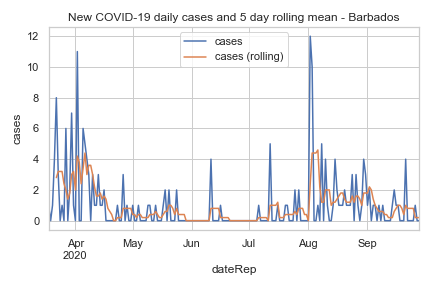 New COVID-19 daily cases and 5 day rolling mean - Barbados
cases
cases (rolling)
12
10
8
6
4
2
0
cases
Apr
2020
May
Jun
Jul
Aug
Sep
dateRep